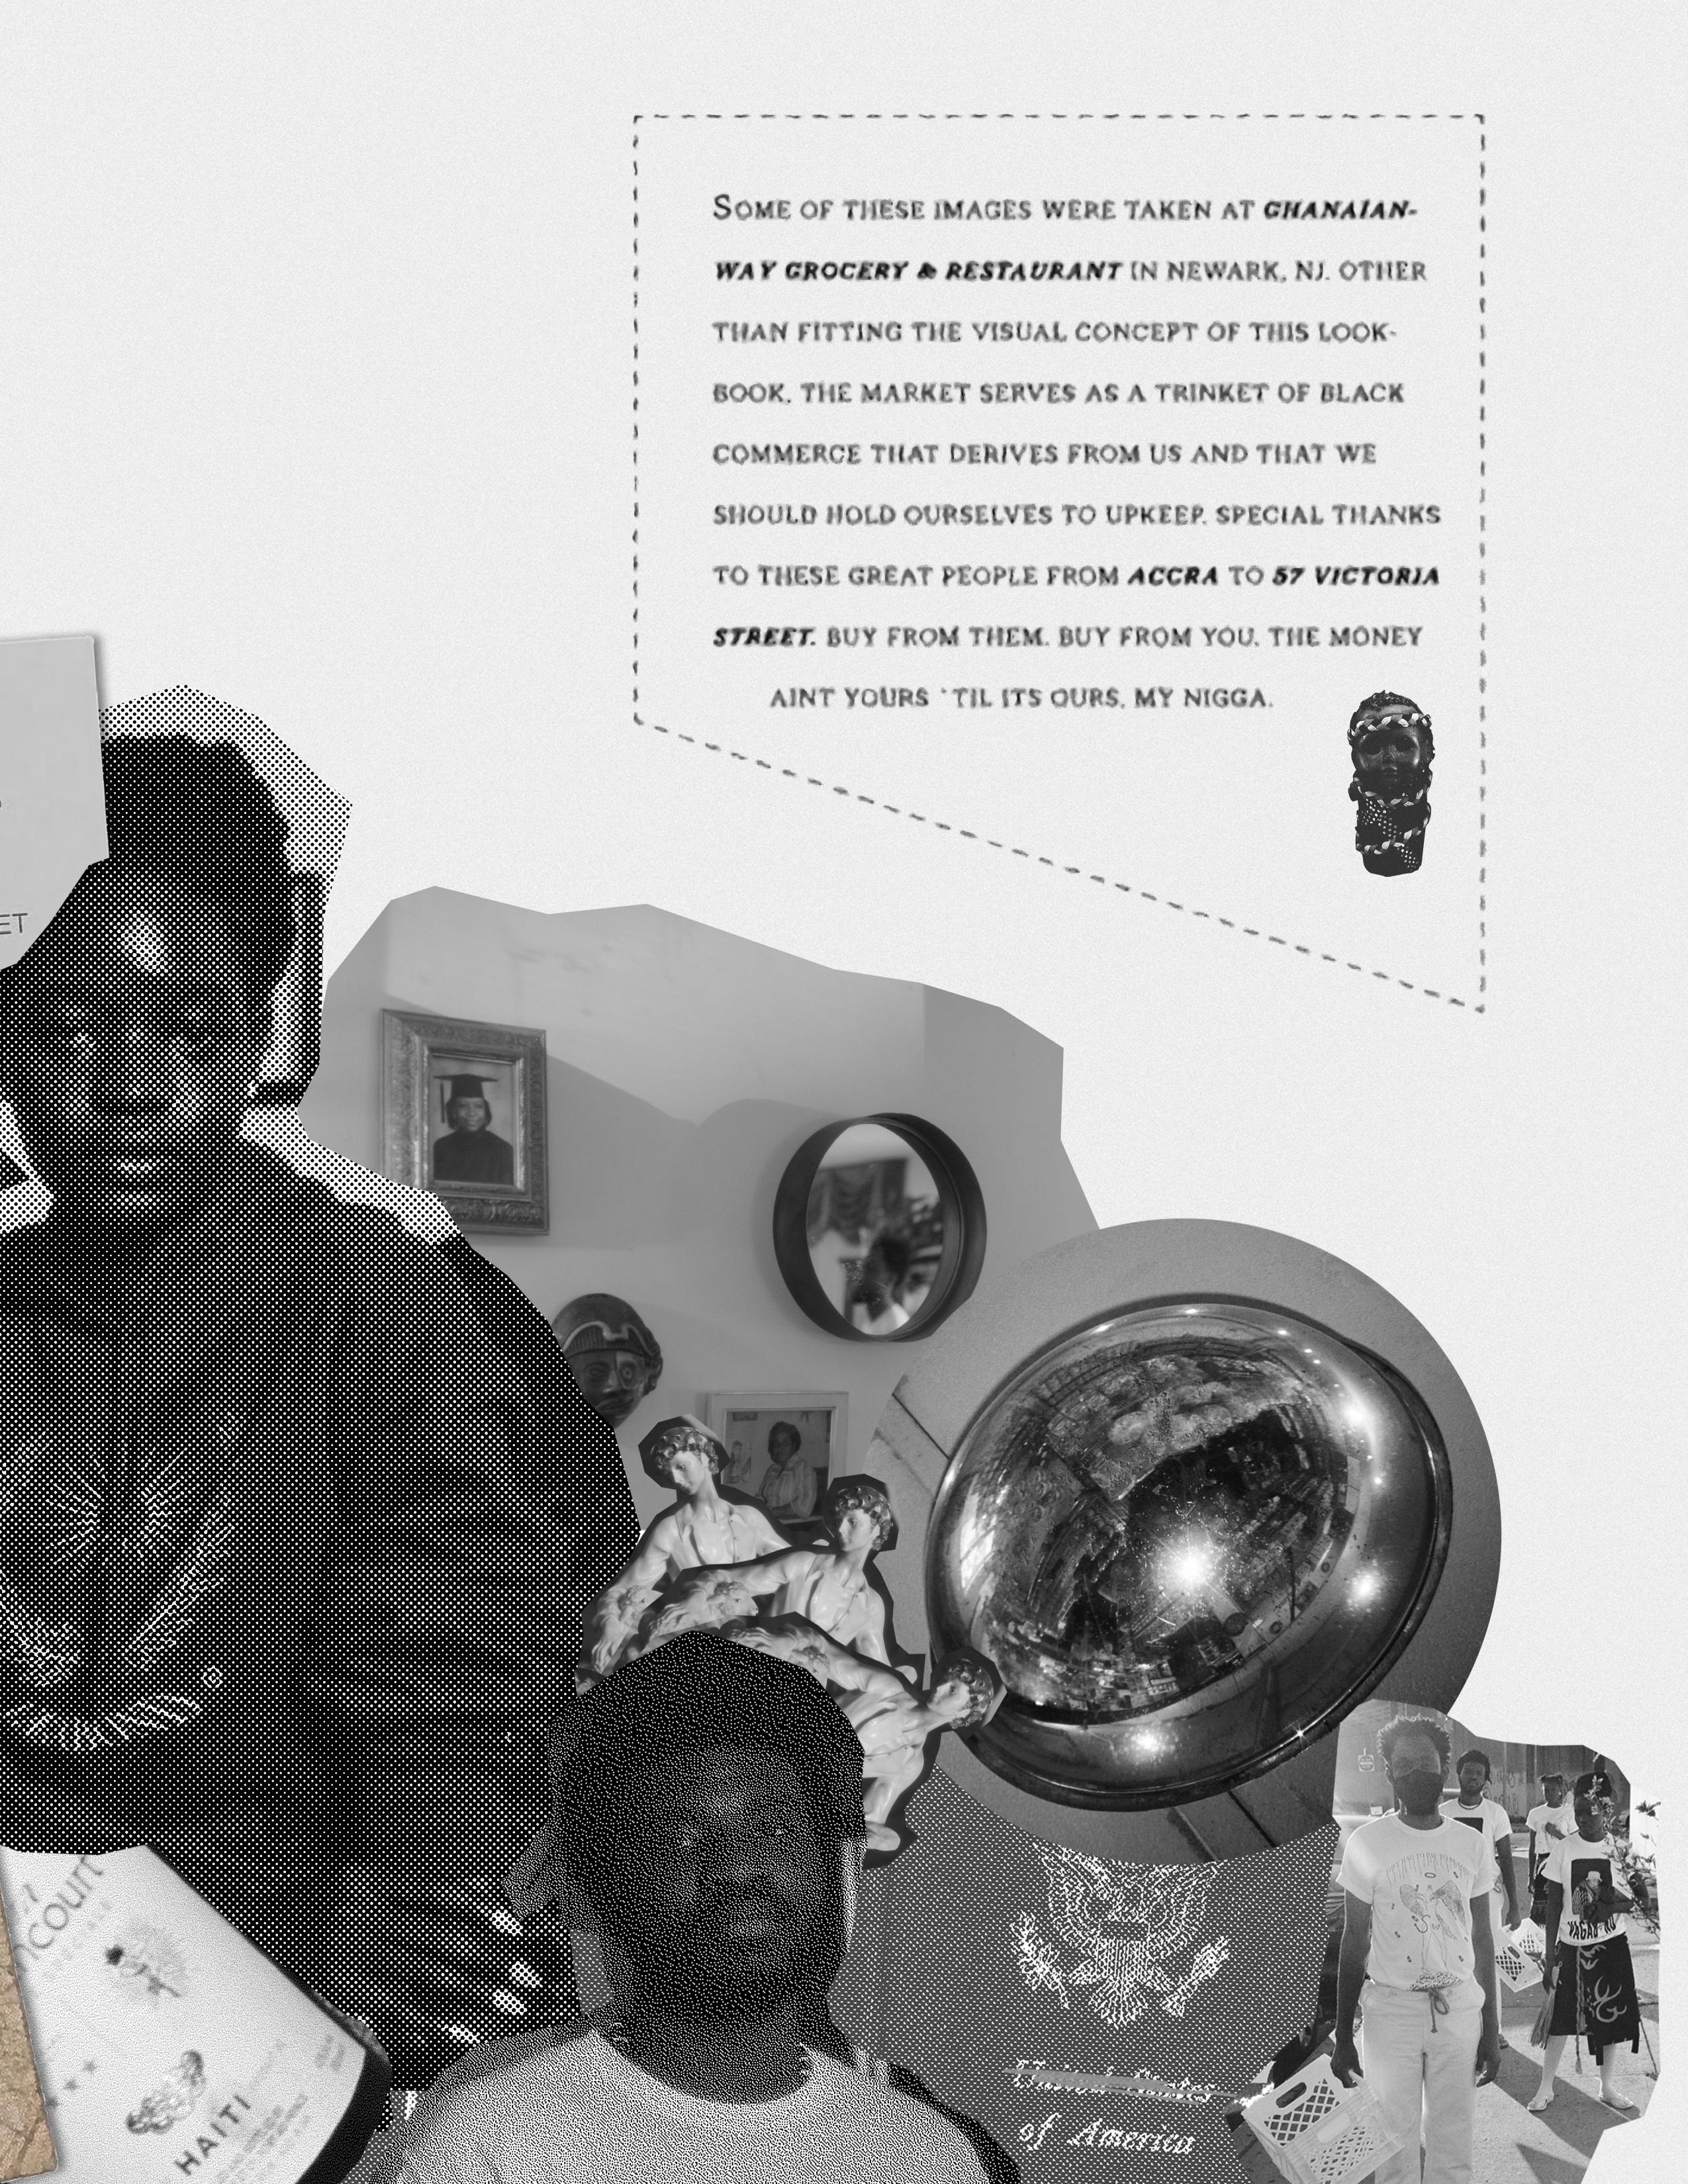 SOME OF THESE IMAGES WERE TAKEN AT GHANAIAN-
WAY GROCERY & RESTAURANT IN NEWARK, NJ. OTHER
THAN FITTING THE VISUAL CONCEPT OF THIS LOOK-
BOOK, THE MARKET SERVES AS A TRINKET OF BLACK
COMMERCE THAT DERIVES FROM US AND THAT WE
SHOULD HOLD OURSELVES TO UPKEEP. SPECIAL THANKS
TO THESE GREAT PEOPLE FROM ACCRA TO 57 VICTORIA
STREET. BUY FROM THEM. BUY FROM YOU. THE MONEY
AINT YOURS 'TIL ITS OURS, MY NIGGA.
ET
HAITI
United States
of America